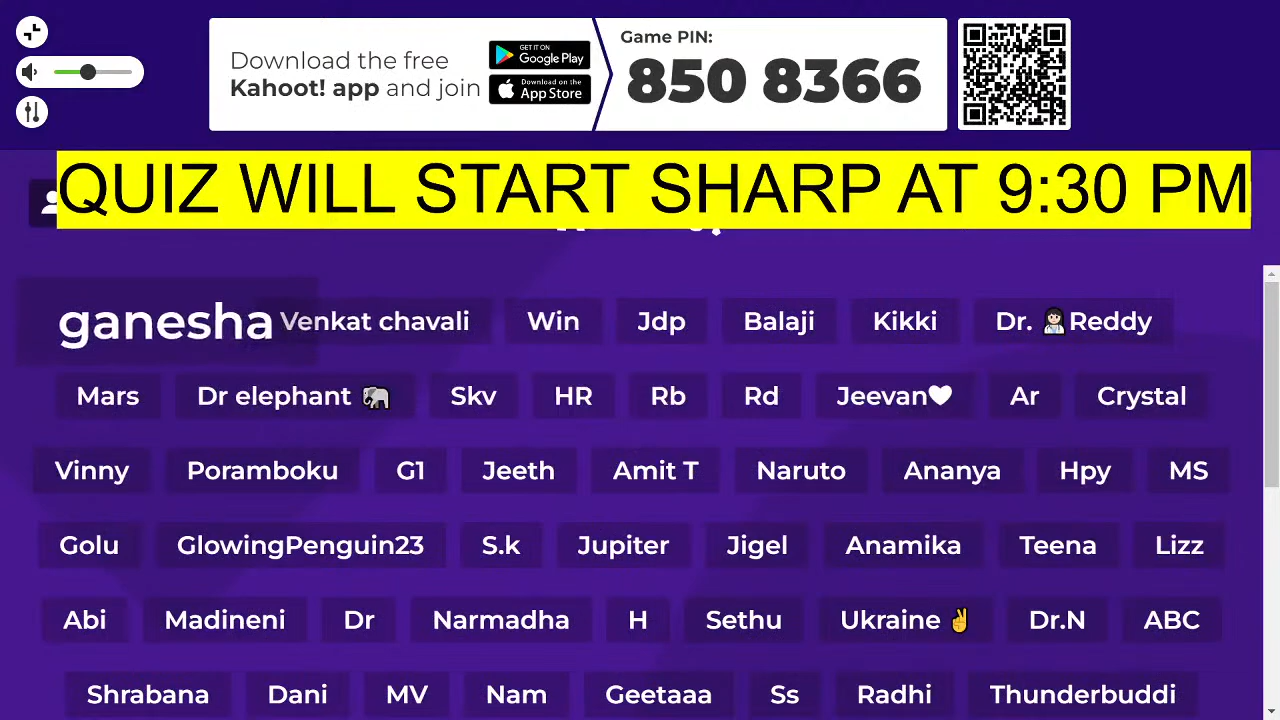 Download the free
Kahoot! app and join
GET IT ON
Google Play
Download on the
App Store
Game PIN:
850 8366
QUIZ WILL START SHARP AT 9:30 PM
ganesha Venkat chavali Win Jdp Balaji Kikki Dr. 👩🏻‍⚕️Reddy
Mars Dr elephant 🐘 Skv HR Rb Rd Jeevan🤍 Ar Crystal
Vinny Poramboku G1 Jeeth Amit T Naruto Ananya Hpy MS
Golu GlowingPenguin23 S.k Jupiter Jigel Anamika Teena Lizz
Abi Madineni Dr Narmadha H Sethu Ukraine ✌️ Dr.N ABC
Shrabana Dani MV Nam Geetaaa Ss Radhi Thunderbuddi